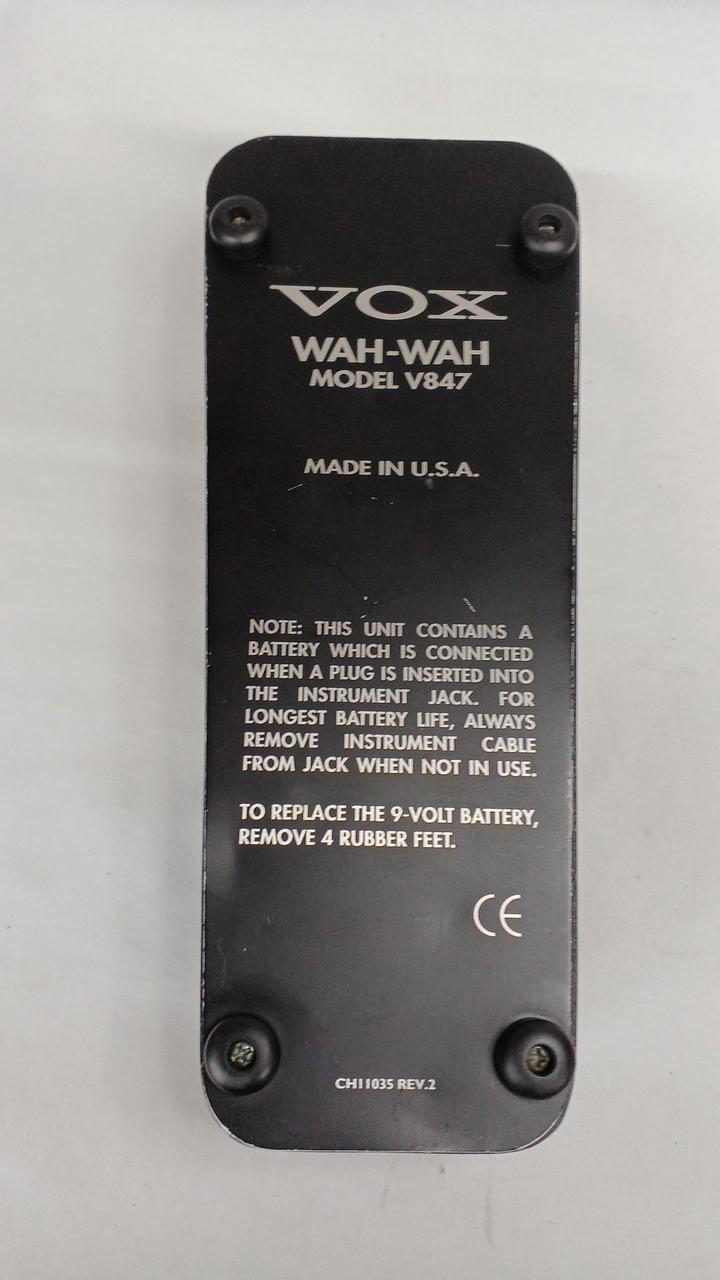 VOX
WAH-WAH
MODEL V847
MADE IN U.S.A.
NOTE: THIS UNIT CONTAINS A
BATTERY WHICH IS CONNECTED
WHEN A PLUG IS INSERTED INTO
THE INSTRUMENT JACK. FOR
LONGEST BATTERY LIFE, ALWAYS
REMOVE INSTRUMENT CABLE
FROM JACK WHEN NOT IN USE.
TO REPLACE THE 9-VOLT BATTERY,
REMOVE 4 RUBBER FEET.
CE
CH11035 REV.2